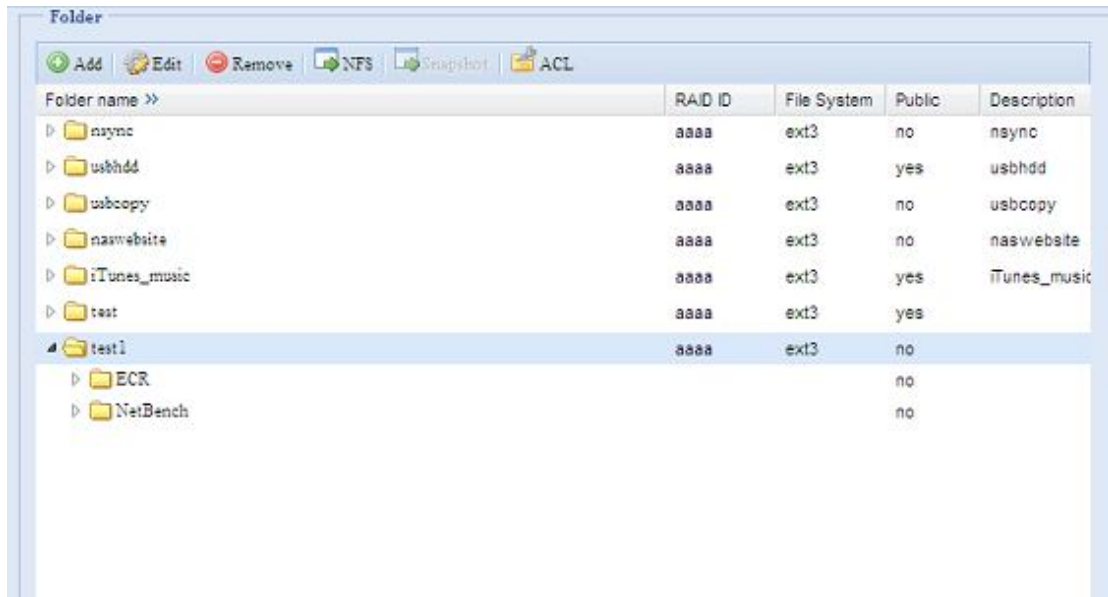 Folder
Add Edit Remove NFS Snapshot ACL
Folder name » RAID ID File System Public Description
nsync aaaa ext3 no nsync
usbhdd aaaa ext3 yes usbhdd
usbcopy aaaa ext3 no usbcopy
naswebsite aaaa ext3 no naswebsite
iTunes_music aaaa ext3 yes iTunes_music
test aaaa ext3 yes
test1 aaaa ext3 no
ECR no
NetBench no